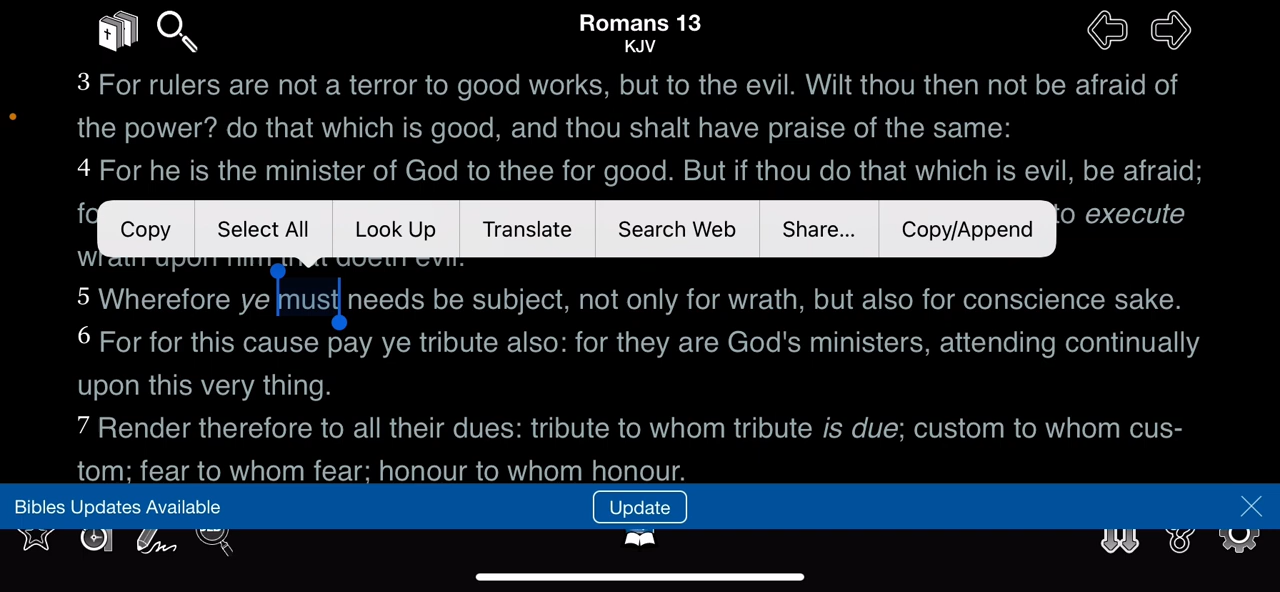 Romans 13
KJV
3 For rulers are not a terror to good works, but to the evil. Wilt thou then not be afraid of
the power? do that which is good, and thou shalt have praise of the same:
4 For he is the minister of God to thee for good. But if thou do that which is evil, be afraid;
fo to execute
Copy Select All Look Up Translate Search Web Share... Copy/Append
wrath upon him that doeth evil:
5 Wherefore ye must needs be subject, not only for wrath, but also for conscience sake.
6 For for this cause pay ye tribute also: for they are God's ministers, attending continually
upon this very thing.
7 Render therefore to all their dues: tribute to whom tribute is due; custom to whom cus-
tom; fear to whom fear; honour to whom honour.
Bibles Updates Available Update